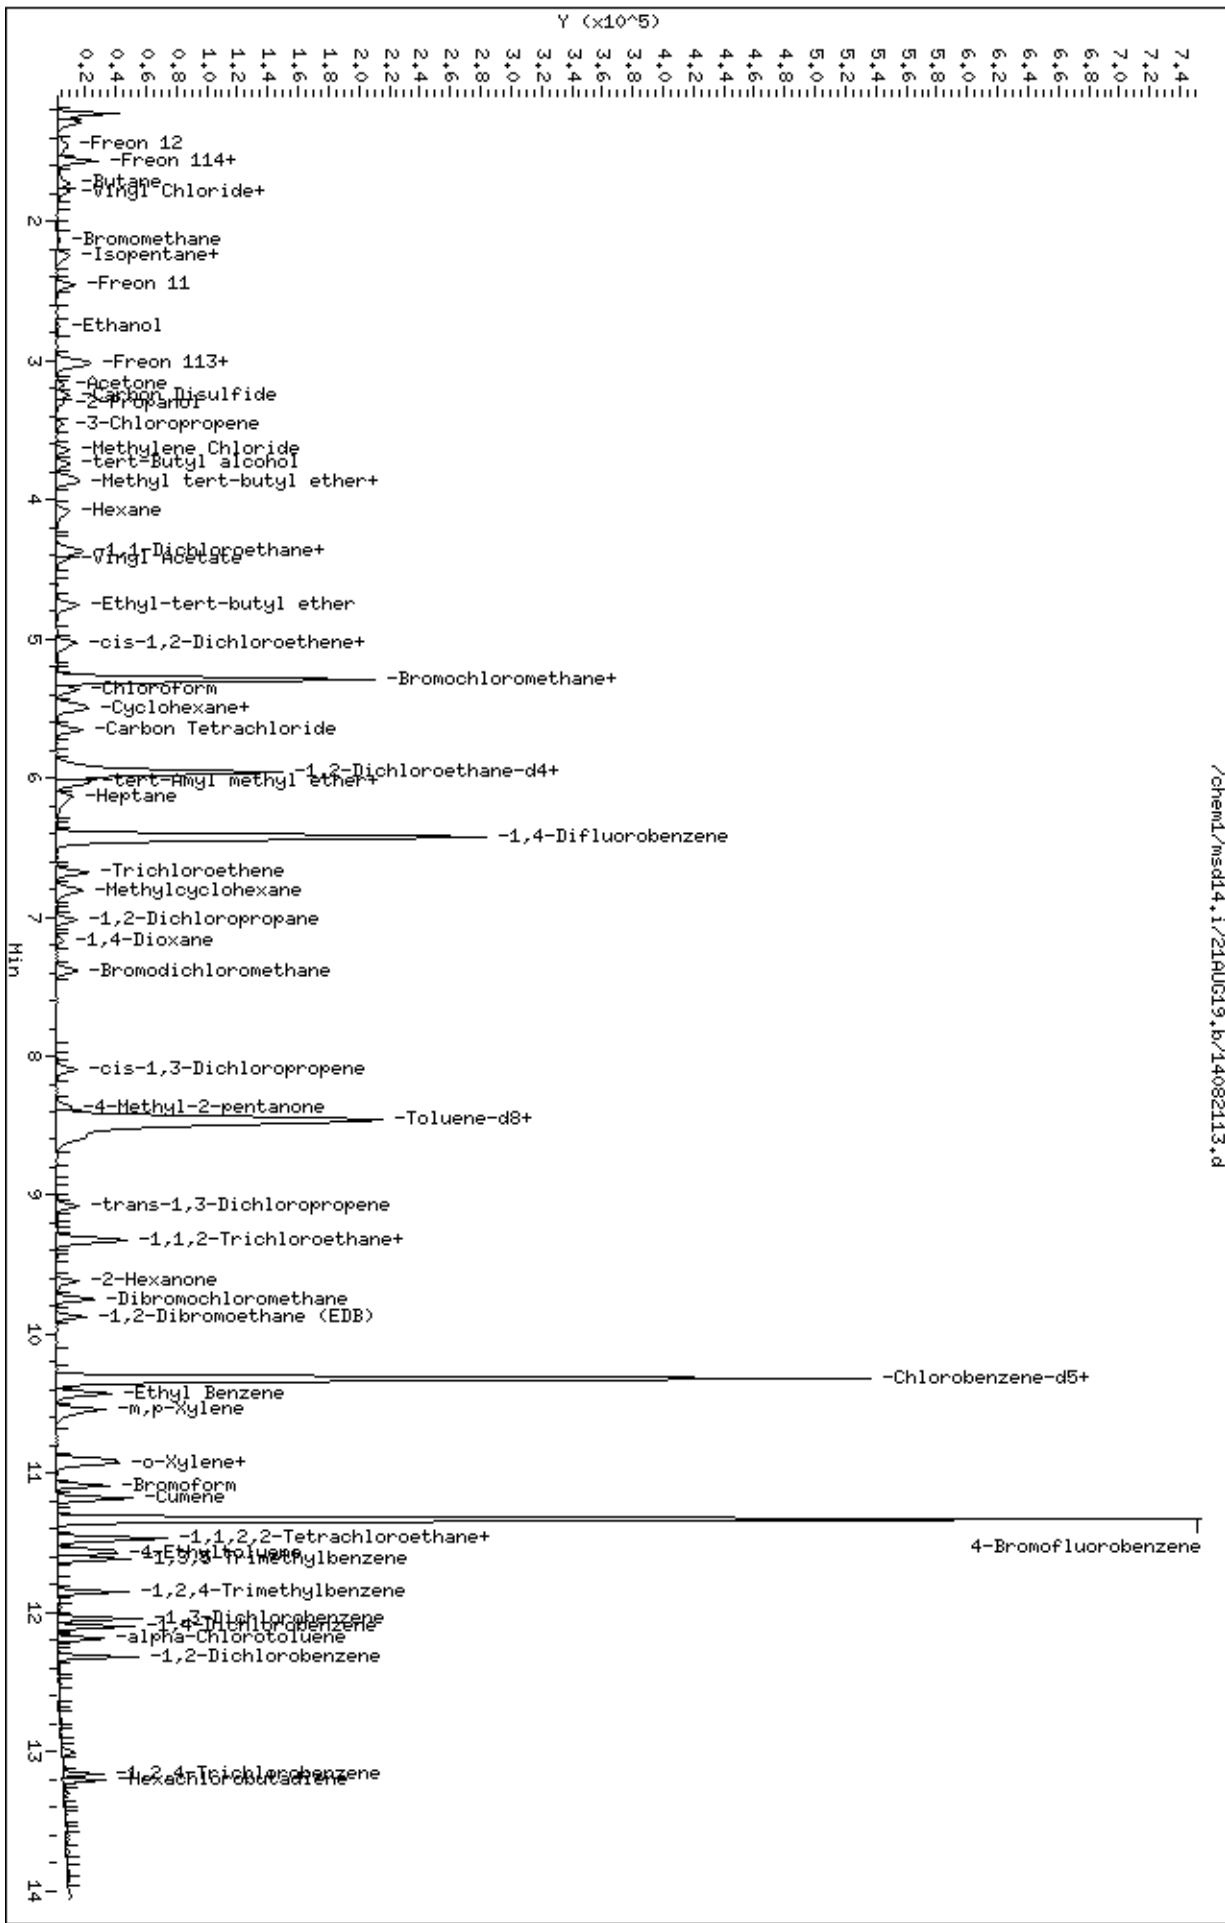 Y (x10^5)
0.2
0.4
0.6
0.8
1.0
1.2
1.4
1.6
1.8
2.0
2.2
2.4
2.6
2.8
3.0
3.2
3.4
3.6
3.8
4.0
4.2
4.4
4.6
4.8
5.0
5.2
5.4
5.6
5.8
6.0
6.2
6.4
6.6
6.8
7.0
7.2
7.4
-Freon 12
-Freon 114+
-Butane
-Vinyl Chloride+
2
-Bromomethane
-Isopentane+
-Freon 11
-Ethanol
3
-Freon 113+
-Acetone
-Carbon Disulfide
-2-Propanol
-3-Chloropropene
-Methylene Chloride
-tert-Butyl alcohol
-Methyl tert-butyl ether+
4
-Hexane
-1,1-Dichloroethane+
-Vinyl Acetate
-Ethyl-tert-butyl ether
5
-cis-1,2-Dichloroethene+
-Bromochloromethane+
-Chloroform
-Cyclohexane+
-Carbon Tetrachloride
-1,2-Dichloroethane-d4+
6
-tert-Amyl methyl ether+
-Heptane
-1,4-Difluorobenzene
-Trichloroethene
-Methylcyclohexane
7
-1,2-Dichloropropane
-1,4-Dioxane
Min
-Bromodichloromethane
8
-cis-1,3-Dichloropropene
-4-Methyl-2-pentanone
-Toluene-d8+
9
-trans-1,3-Dichloropropene
-1,1,2-Trichloroethane+
-2-Hexanone
-Dibromochloromethane
-1,2-Dibromoethane (EDB)
10
-Chlorobenzene-d5+
-Ethyl Benzene
-m,p-Xylene
-o-Xylene+
11
-Bromoform
-Cumene
-1,1,2,2-Tetrachloroethane+
4-Bromofluorobenzene
-4-Ethyltoluene
-1,3,5-Trimethylbenzene
-1,2,4-Trimethylbenzene
12
-1,3-Dichlorobenzene
-1,4-Dichlorobenzene
-alpha-Chlorotoluene
-1,2-Dichlorobenzene
13
-1,2,4-Trichlorobenzene
-Hexachlorobutadiene
14
/chem1/msd14.i/21AUG19.b/14082113.d